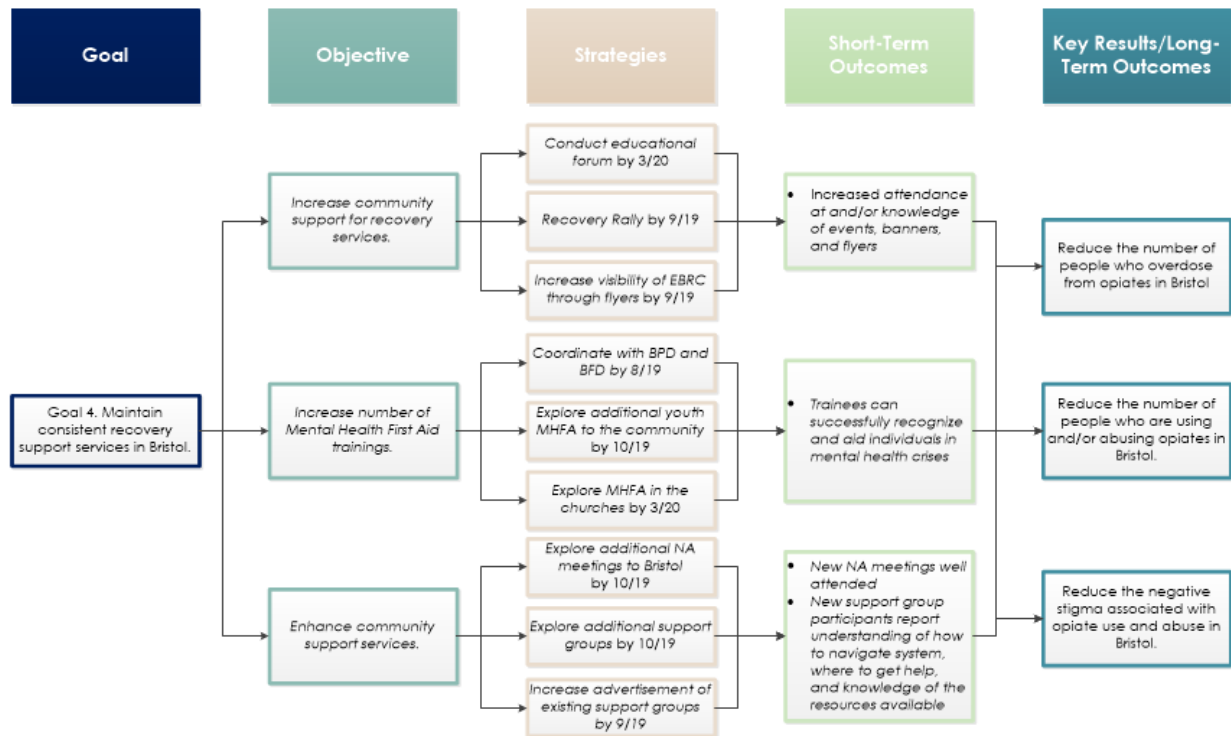 Goal
Objective
Strategies
Short-Term
Outcomes
Key Results/Long-
Term Outcomes
Goal 4. Maintain
consistent recovery
support services in Bristol.
Increase community
support for recovery
services.
Conduct educational
forum by 3/20
Recovery Rally by 9/19
Increase visibility of EBRC
through flyers by 9/19
• Increased attendance
at and/or knowledge
of events, banners,
and flyers
Reduce the number of
people who overdose
from opiates in Bristol
Increase number of
Mental Health First Aid
trainings.
Coordinate with BPD and
BFD by 8/19
Explore additional youth
MHFA to the community
by 10/19
Explore MHFA in the
churches by 3/20
• Trainees can
successfully recognize
and aid individuals in
mental health crises
Reduce the number of
people who are using
and/or abusing opiates in
Bristol.
Enhance community
support services.
Explore additional NA
meetings to Bristol
by 10/19
Explore additional support
groups by 10/19
Increase advertisement of
existing support groups
by 9/19
• New NA meetings well
attended
• New support group
participants report
understanding of how
to navigate system,
where to get help,
and knowledge of the
resources available
Reduce the negative
stigma associated with
opiate use and abuse in
Bristol.